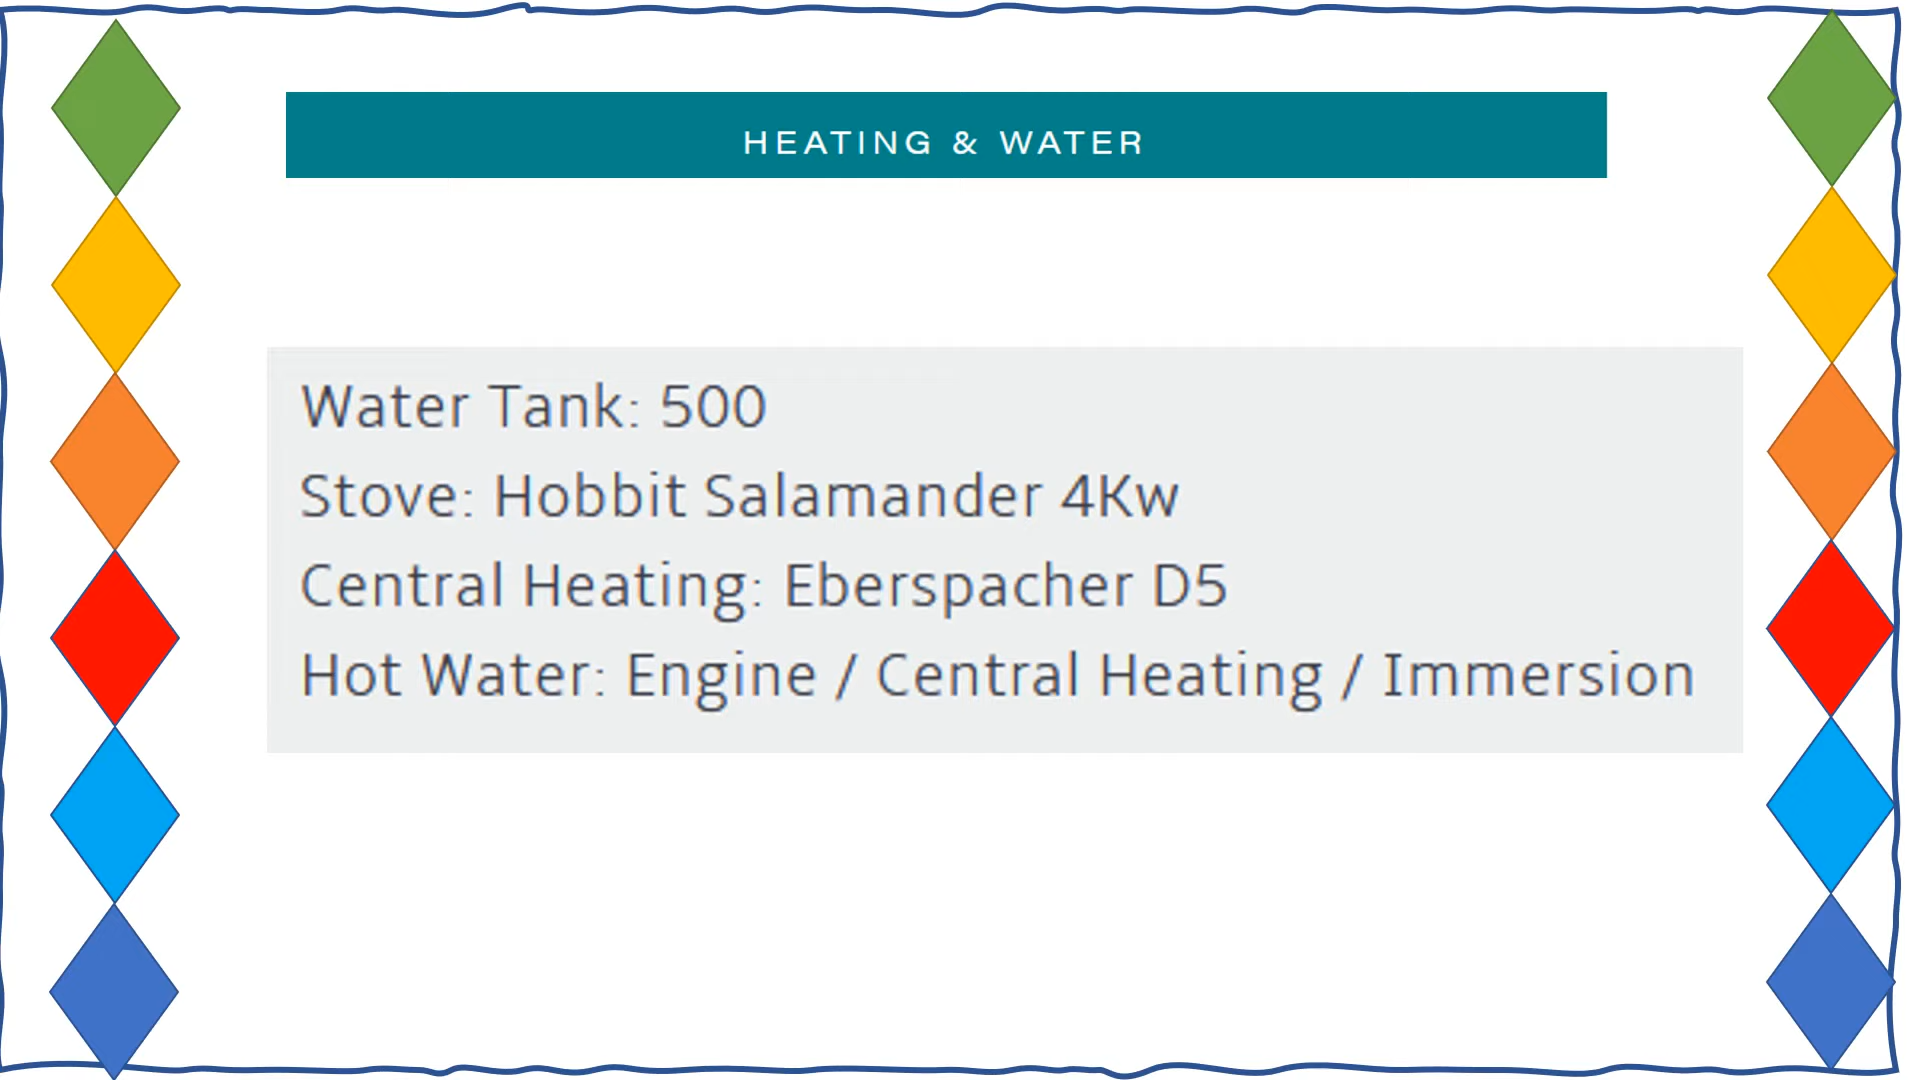 HEATING & WATER
Water Tank: 500
Stove: Hobbit Salamander 4Kw
Central Heating: Eberspacher D5
Hot Water: Engine / Central Heating / Immersion